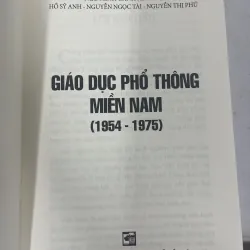 HỒ SỸ ANH - NGUYỄN NGỌC TÀI - NGUYỄN THỊ PHÚ
GIÁO DỤC PHỔ THÔNG
MIỀN NAM
(1954 - 1975)